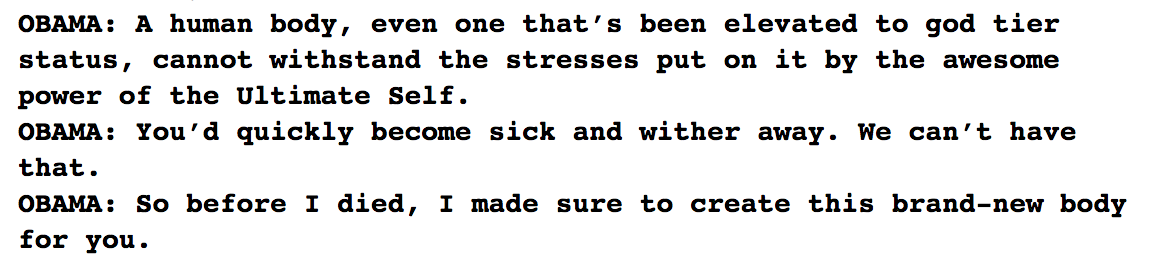 OBAMA: A human body, even one that’s been elevated to god tier
status, cannot withstand the stresses put on it by the awesome
power of the Ultimate Self.
OBAMA: You’d quickly become sick and wither away. We can’t have
that.
OBAMA: So before I died, I made sure to create this brand-new body
for you.